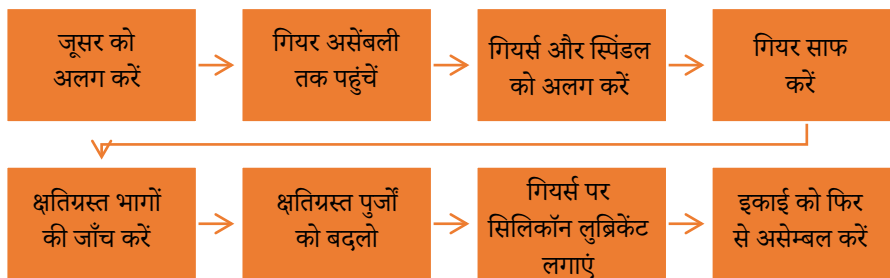 जूसर को
अलग करें
गियर असेंबली
तक पहुंचें
गियर्स और स्पिंडल
को अलग करें
गियर साफ
करें
क्षतिग्रस्त भागों
की जाँच करें
क्षतिग्रस्त पुर्जों
को बदलो
गियर्स पर
सिलिकॉन लुब्रिकेंट
लगाएं
इकाई को फिर
से असेम्बल करें